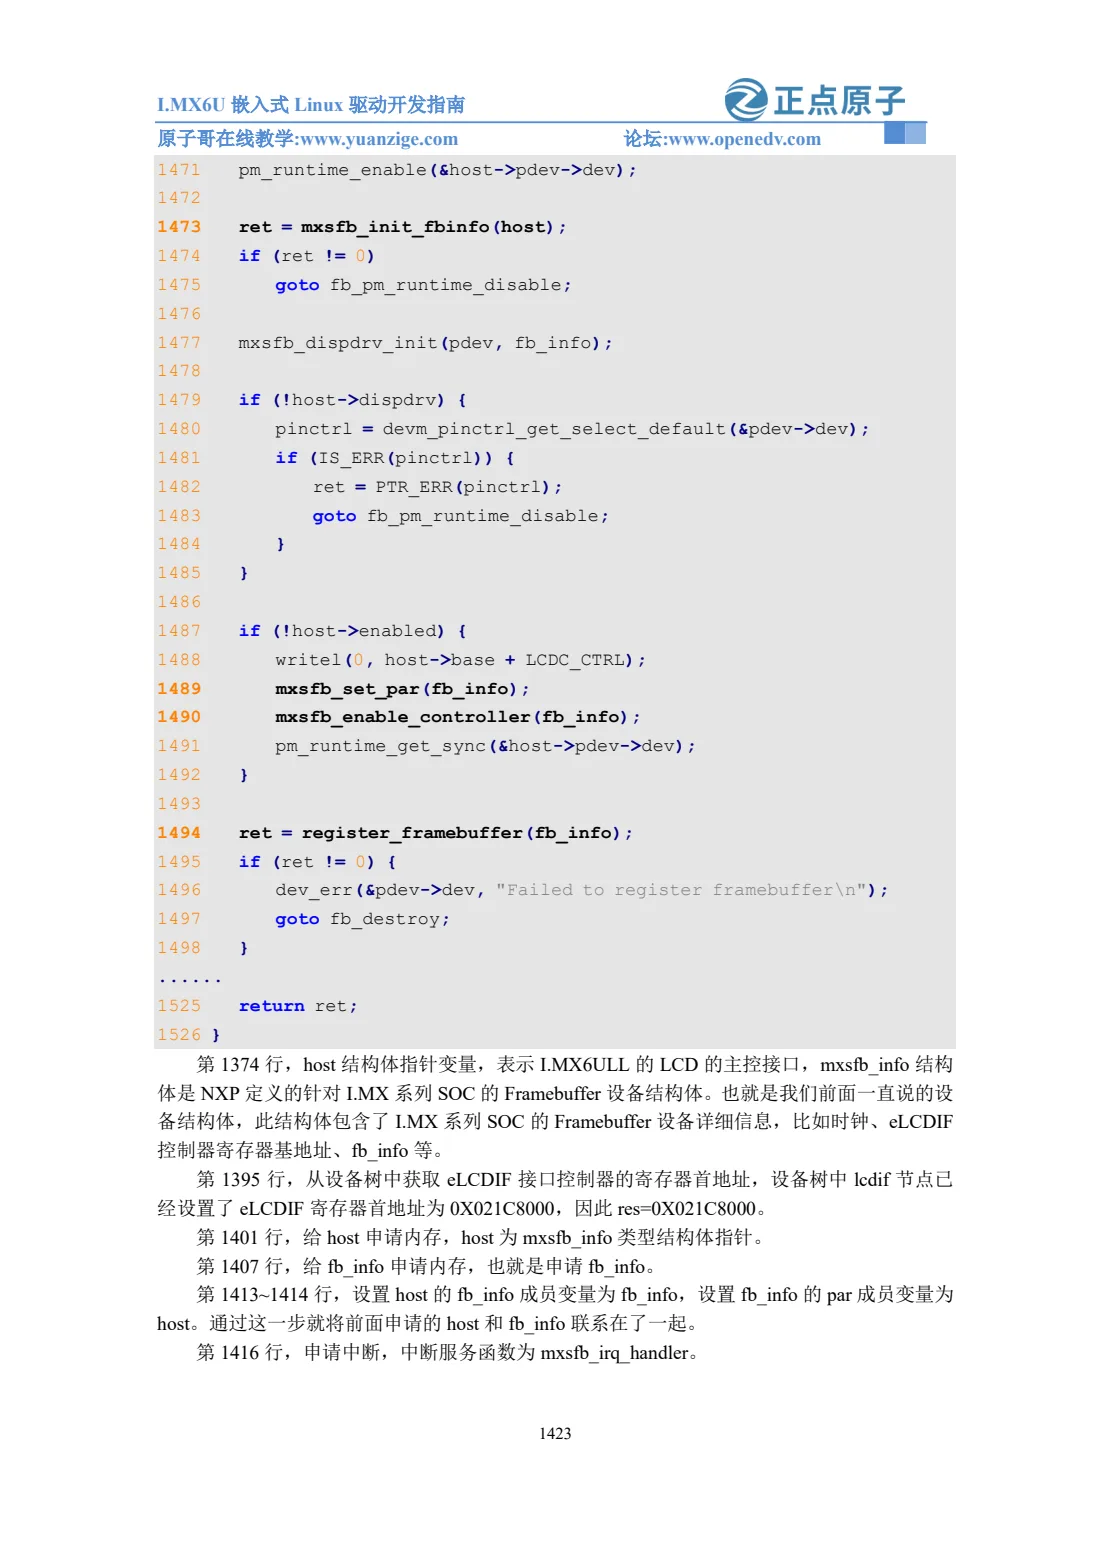 I.MX6U 嵌入式 Linux 驱动开发指南
正点原子
原子哥在线教学:www.yuanzige.com 论坛:www.openedv.com
1471 pm_runtime_enable(&host->pdev->dev);
1472
1473 ret = mxsfb_init_fbinfo(host);
1474 if (ret != 0)
1475 goto fb_pm_runtime_disable;
1476
1477 mxsfb_dispdrv_init(pdev, fb_info);
1478
1479 if (!host->dispdrv) {
1480 pinctrl = devm_pinctrl_get_select_default(&pdev->dev);
1481 if (IS_ERR(pinctrl)) {
1482 ret = PTR_ERR(pinctrl);
1483 goto fb_pm_runtime_disable;
1484 }
1485 }
1486
1487 if (!host->enabled) {
1488 writel(0, host->base + LCDC_CTRL);
1489 mxsfb_set_par(fb_info);
1490 mxsfb_enable_controller(fb_info);
1491 pm_runtime_get_sync(&host->pdev->dev);
1492 }
1493
1494 ret = register_framebuffer(fb_info);
1495 if (ret != 0) {
1496 dev_err(&pdev->dev, "Failed to register framebuffer\n");
1497 goto fb_destroy;
1498 }
......
1525 return ret;
1526 }
第 1374 行，host 结构体指针变量，表示 I.MX6ULL 的 LCD 的主控接口，mxsfb_info 结构
体是 NXP 定义的针对 I.MX 系列 SOC 的 Framebuffer 设备结构体。也就是我们前面一直说的设
备结构体，此结构体包含了 I.MX 系列 SOC 的 Framebuffer 设备详细信息，比如时钟、eLCDIF
控制器寄存器基地址、fb_info 等。
第 1395 行，从设备树中获取 eLCDIF 接口控制器的寄存器首地址，设备树中 lcdif 节点已
经设置了 eLCDIF 寄存器首地址为 0X021C8000，因此 res=0X021C8000。
第 1401 行，给 host 申请内存，host 为 mxsfb_info 类型结构体指针。
第 1407 行，给 fb_info 申请内存，也就是申请 fb_info。
第 1413~1414 行，设置 host 的 fb_info 成员变量为 fb_info，设置 fb_info 的 par 成员变量为
host。通过这一步就将前面申请的 host 和 fb_info 联系在了一起。
第 1416 行，申请中断，中断服务函数为 mxsfb_irq_handler。
1423